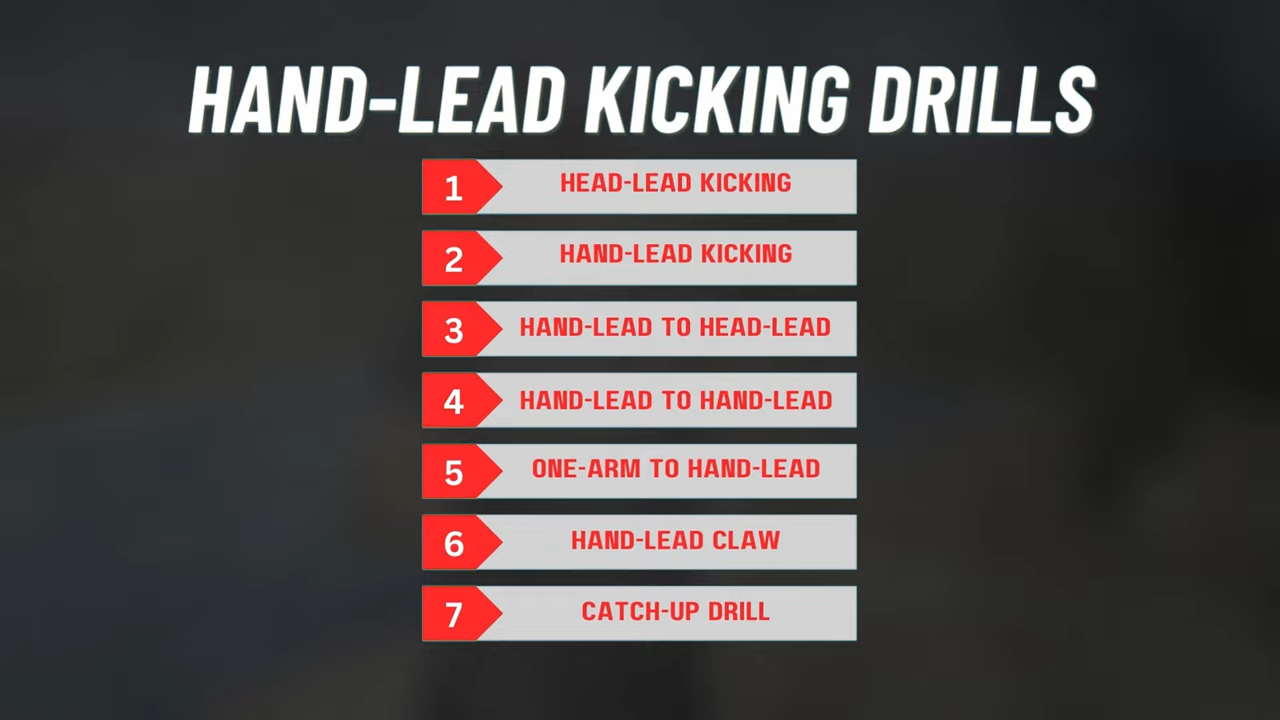 HAND-LEAD KICKING DRILLS
1 HEAD-LEAD KICKING
2 HAND-LEAD KICKING
3 HAND-LEAD TO HEAD-LEAD
4 HAND-LEAD TO HAND-LEAD
5 ONE-ARM TO HAND-LEAD
6 HAND-LEAD CLAW
7 CATCH-UP DRILL